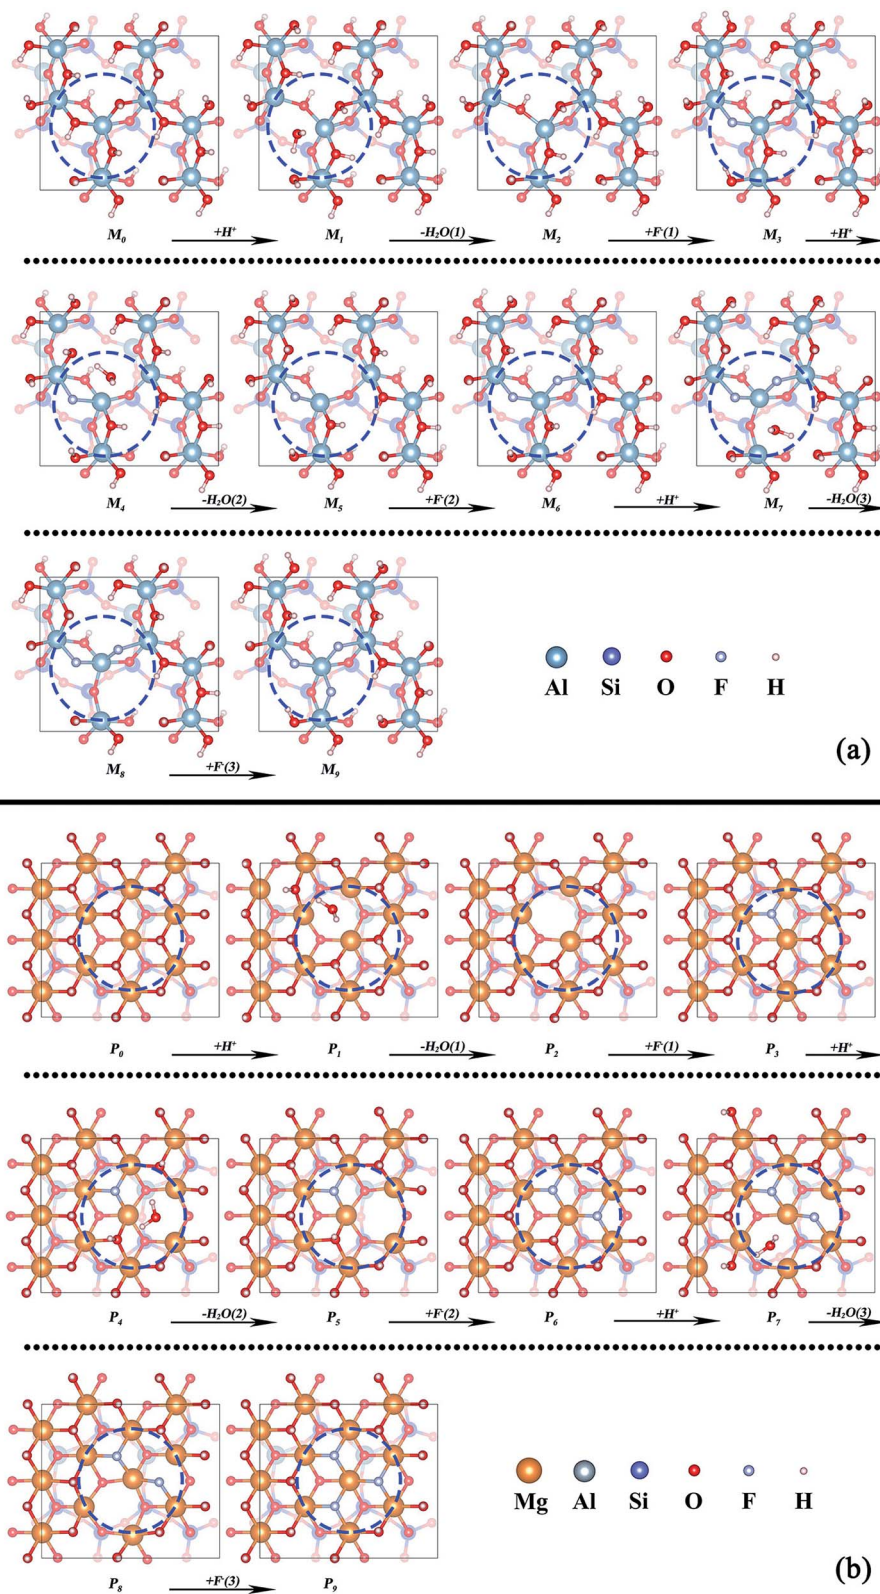 M₀ +H⁺ M₁ -H₂O(1) M₂ +F⁻(1) M₃ +H⁺
M₄ -H₂O(2) M₅ +F⁻(2) M₆ +H⁺ M₇ -H₂O(3)
M₈ +F⁻(3) M₉
Al Si O F H
(a)
P₀ +H⁺ P₁ -H₂O(1) P₂ +F⁻(1) P₃ +H⁺
P₄ -H₂O(2) P₅ +F⁻(2) P₆ +H⁺ P₇ -H₂O(3)
Mg Al Si O F H
(b)
P₈ +F⁻(3) P₉